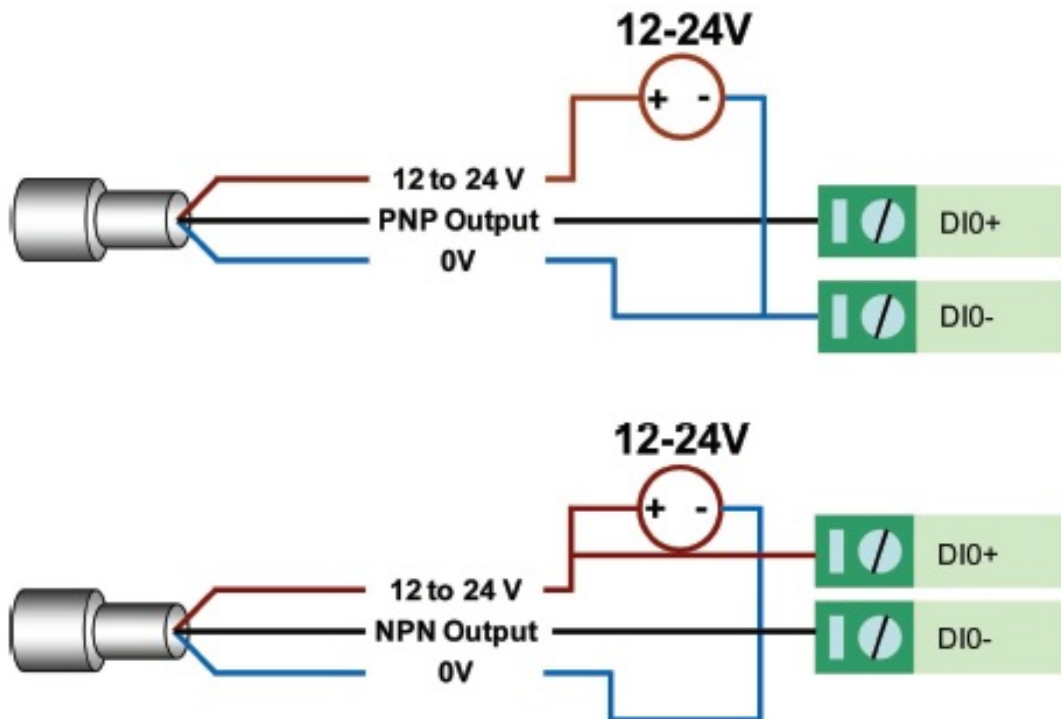 12-24V
+ -
12 to 24 V
PNP Output
0V
DI0+
DI0-
12-24V
+ -
12 to 24 V
NPN Output
0V
DI0+
DI0-